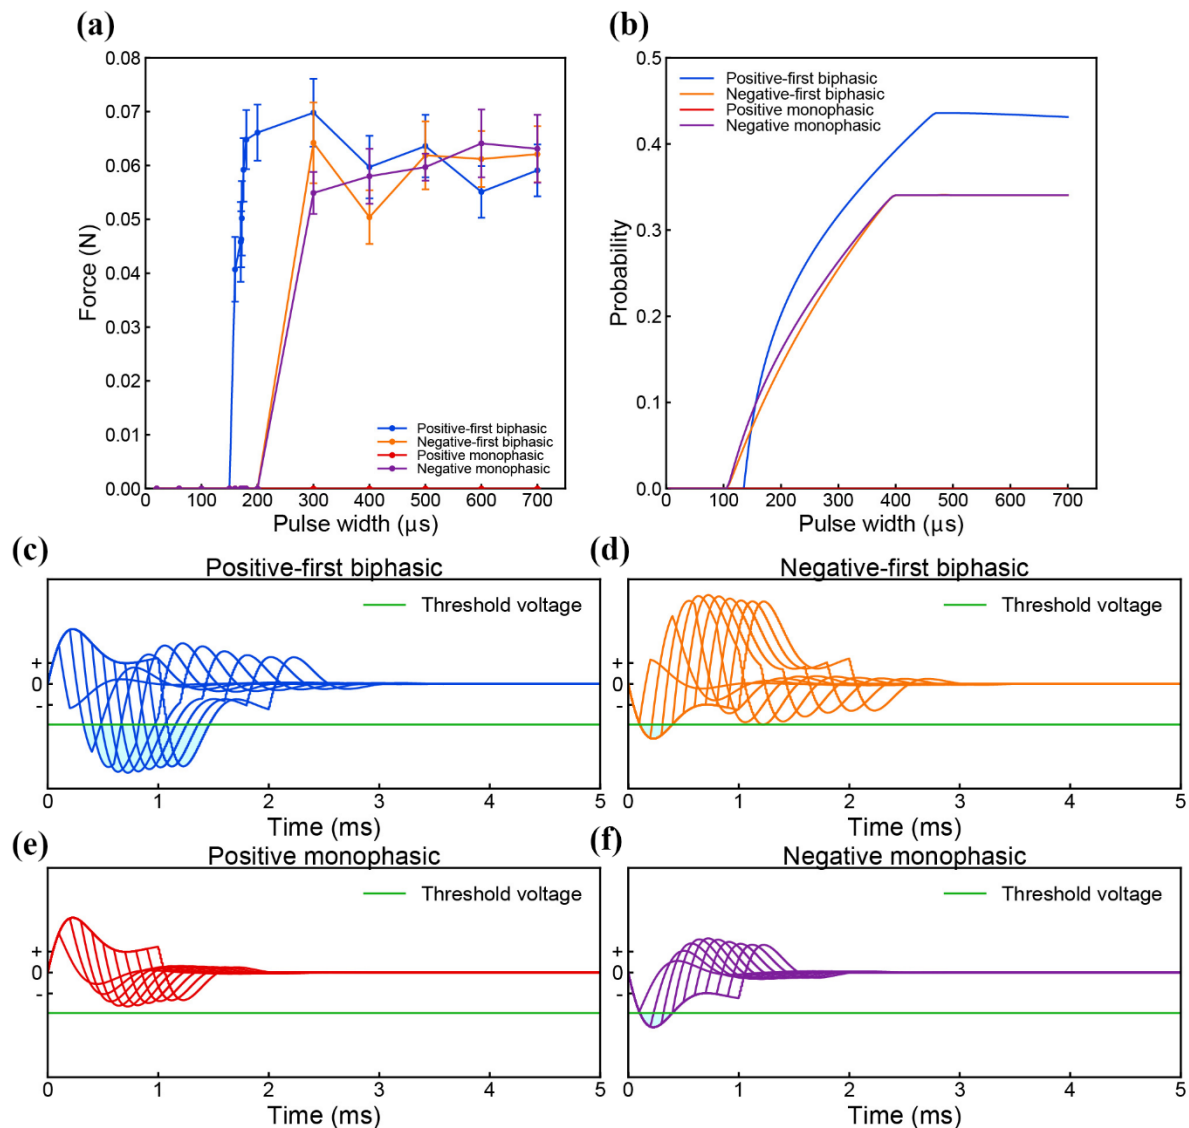 (a)
0.08
0.07
0.06
0.05
0.04
0.03
0.02
0.01
0.00
Force (N)
0 100 200 300 400 500 600 700
Pulse width (μs)
Positive-first biphasic
Negative-first biphasic
Positive monophasic
Negative monophasic
(b)
0.5
0.4
0.3
0.2
0.1
0.0
Probability
0 100 200 300 400 500 600 700
Pulse width (μs)
Positive-first biphasic
Negative-first biphasic
Positive monophasic
Negative monophasic
(c)
Positive-first biphasic
Threshold voltage
+
0
-
0 1 2 3 4 5
Time (ms)
(d)
Negative-first biphasic
Threshold voltage
+
0
-
0 1 2 3 4 5
Time (ms)
(e)
Positive monophasic
Threshold voltage
+
0
-
0 1 2 3 4 5
Time (ms)
(f)
Negative monophasic
Threshold voltage
+
0
-
0 1 2 3 4 5
Time (ms)